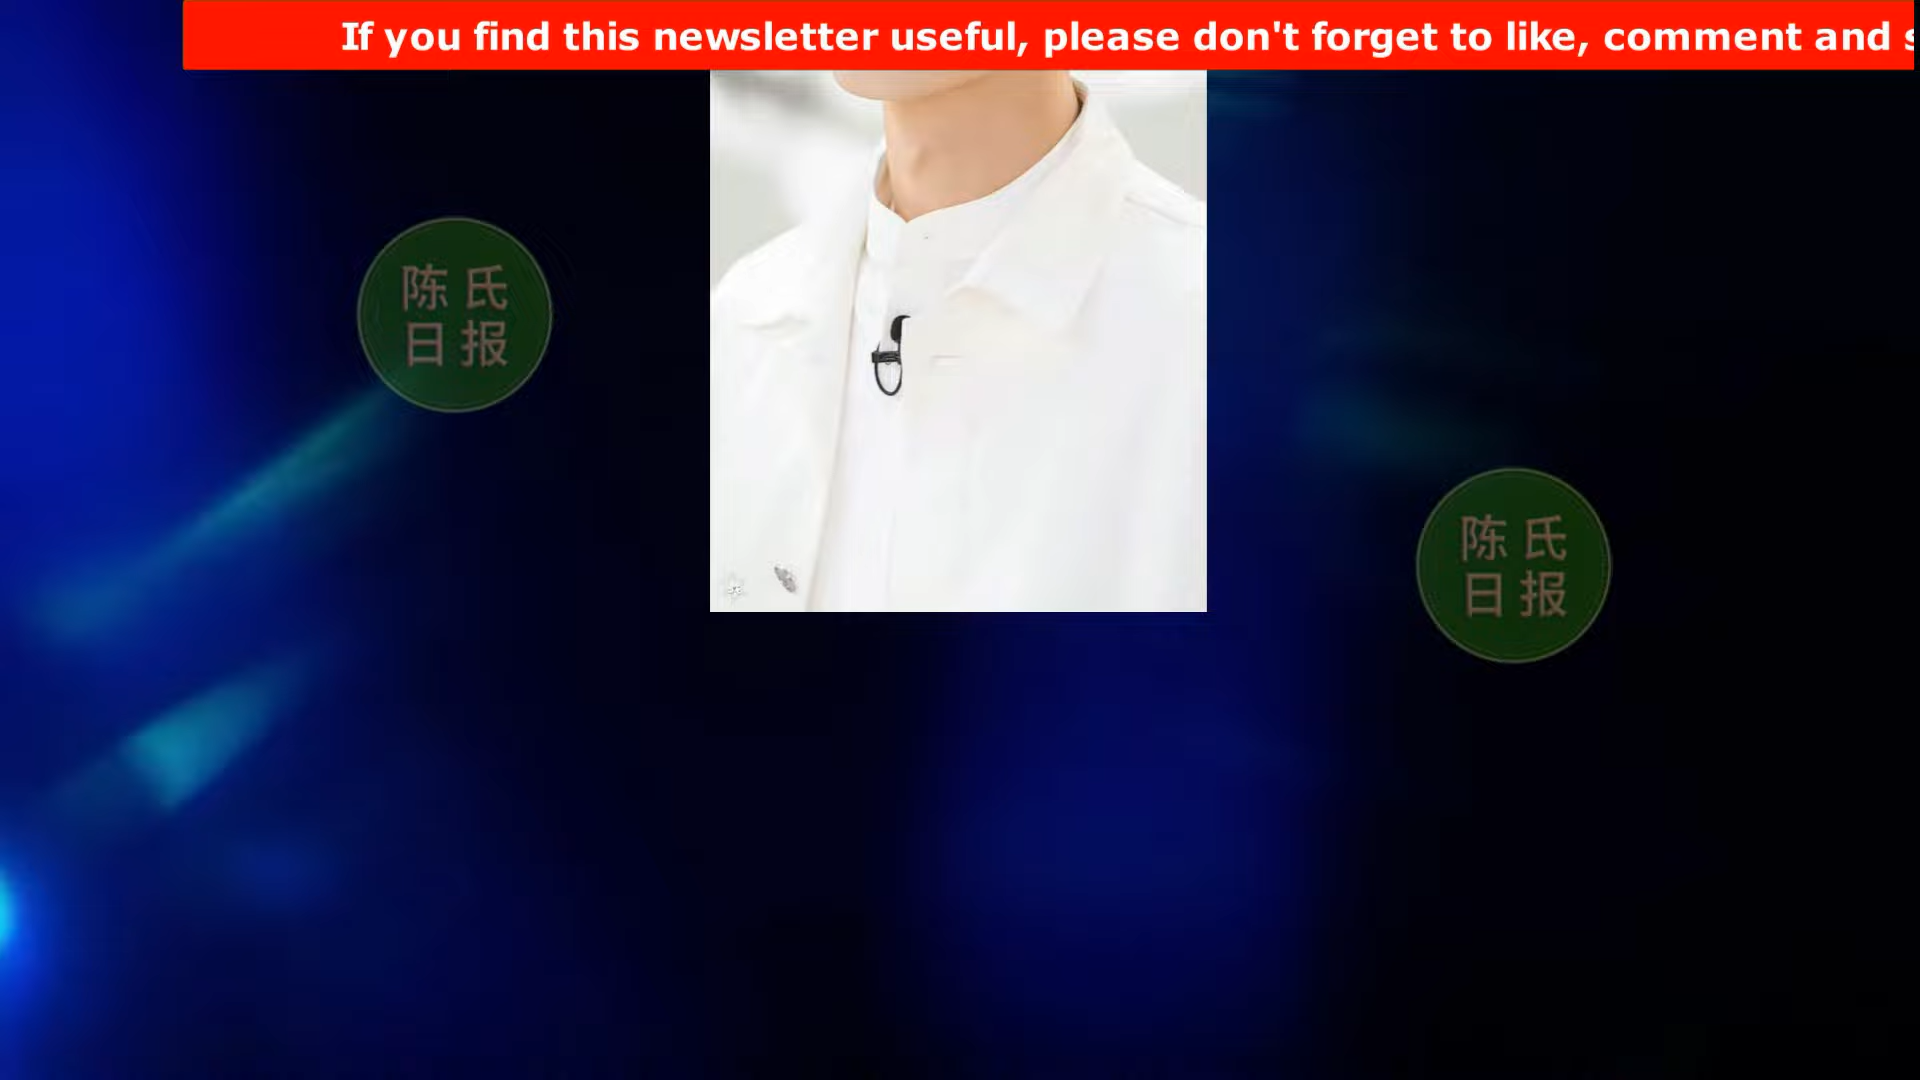 If you find this newsletter useful, please don't forget to like, comment and s
陈氏
日报
陈氏
日报